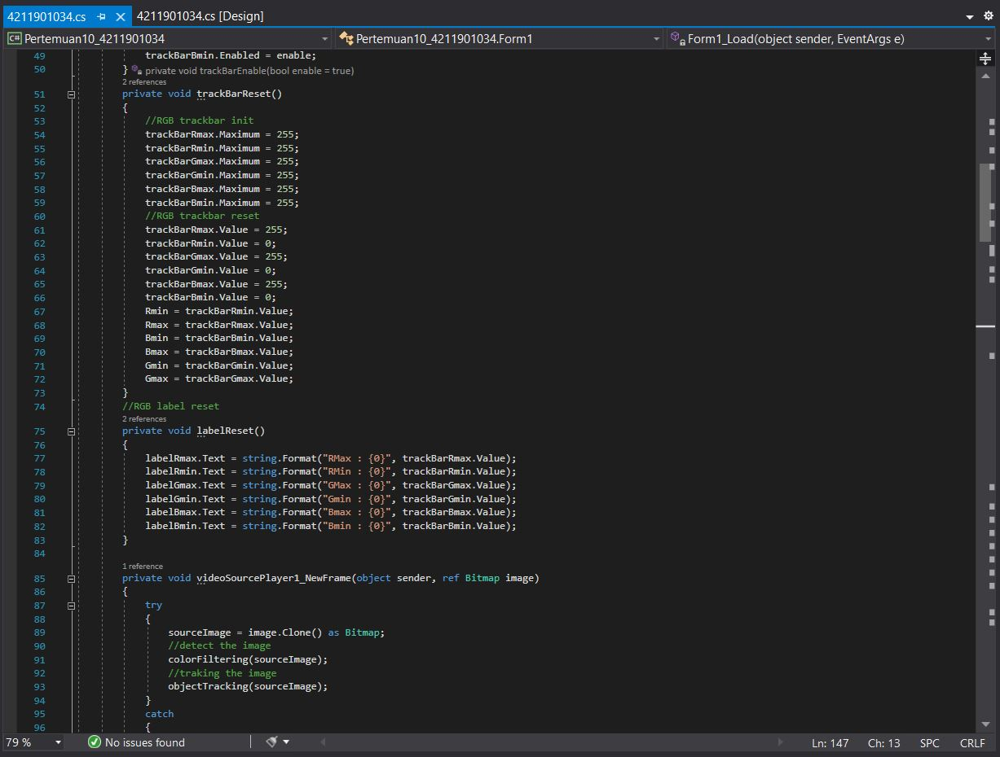 4211901034.cs
4211901034.cs [Design]
C# Pertemuan10_4211901034
Pertemuan10_4211901034.Form1
Form1_Load(object sender, EventArgs e)
49 trackBarBmin.Enabled = enable;
50 } private void trackBarEnable(bool enable = true)
2 references
51 private void trackBarReset()
52 {
53 //RGB trackbar init
54 trackBarRmax.Maximum = 255;
55 trackBarRmin.Maximum = 255;
56 trackBarGmax.Maximum = 255;
57 trackBarGmin.Maximum = 255;
58 trackBarBmax.Maximum = 255;
59 trackBarBmin.Maximum = 255;
60 //RGB trackbar reset
61 trackBarRmax.Value = 255;
62 trackBarRmin.Value = 0;
63 trackBarGmax.Value = 255;
64 trackBarGmin.Value = 0;
65 trackBarBmax.Value = 255;
66 trackBarBmin.Value = 0;
67 Rmin = trackBarRmin.Value;
68 Rmax = trackBarRmax.Value;
69 Bmin = trackBarBmin.Value;
70 Bmax = trackBarBmax.Value;
71 Gmin = trackBarGmin.Value;
72 Gmax = trackBarGmax.Value;
73 }
74 //RGB label reset
2 references
75 private void labelReset()
76 {
77 labelRmax.Text = string.Format("RMax : {0}", trackBarRmax.Value);
78 labelRmin.Text = string.Format("RMin : {0}", trackBarRmin.Value);
79 labelGmax.Text = string.Format("GMax : {0}", trackBarGmax.Value);
80 labelGmin.Text = string.Format("Gmin : {0}", trackBarGmin.Value);
81 labelBmax.Text = string.Format("Bmax : {0}", trackBarBmax.Value);
82 labelBmin.Text = string.Format("Bmin : {0}", trackBarBmin.Value);
83 }
84
1 reference
85 private void videoSourcePlayer1_NewFrame(object sender, ref Bitmap image)
86 {
87 try
88 {
89 sourceImage = image.Clone() as Bitmap;
90 //detect the image
91 colorFiltering(sourceImage);
92 //traking the image
93 objectTracking(sourceImage);
94 }
95 catch
96 {
79 %
No issues found
Ln: 147
Ch: 13
SPC
CRLF